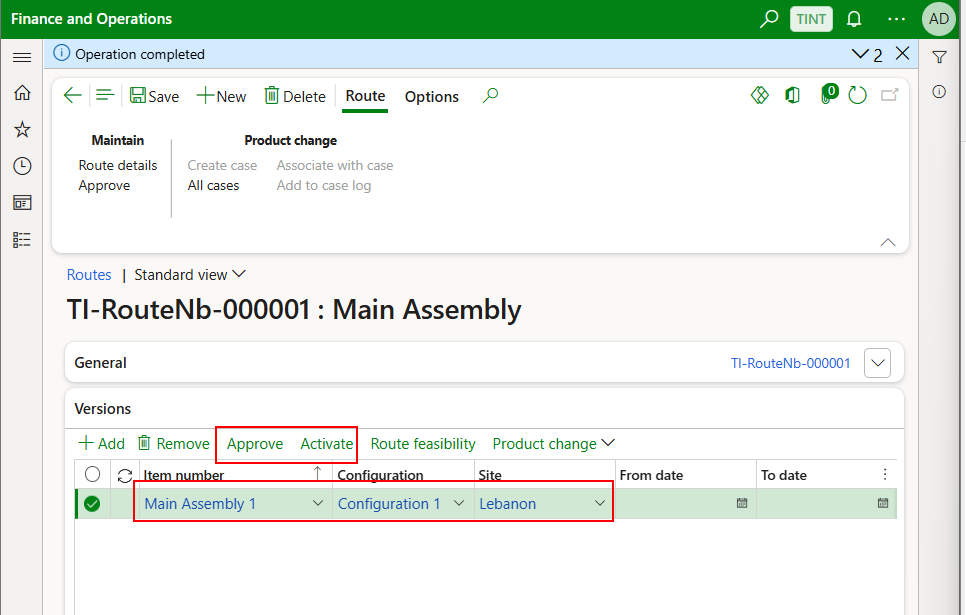 Finance and Operations TINT AD
Operation completed 2
Save New Delete Route Options 0
Maintain Product change
Route details Create case Associate with case
Approve All cases Add to case log
Routes | Standard view
TI-RouteNb-000001 : Main Assembly
General TI-RouteNb-000001
Versions
Add Remove Approve Activate Route feasibility Product change
Item number Configuration Site From date To date
Main Assembly 1 Configuration 1 Lebanon